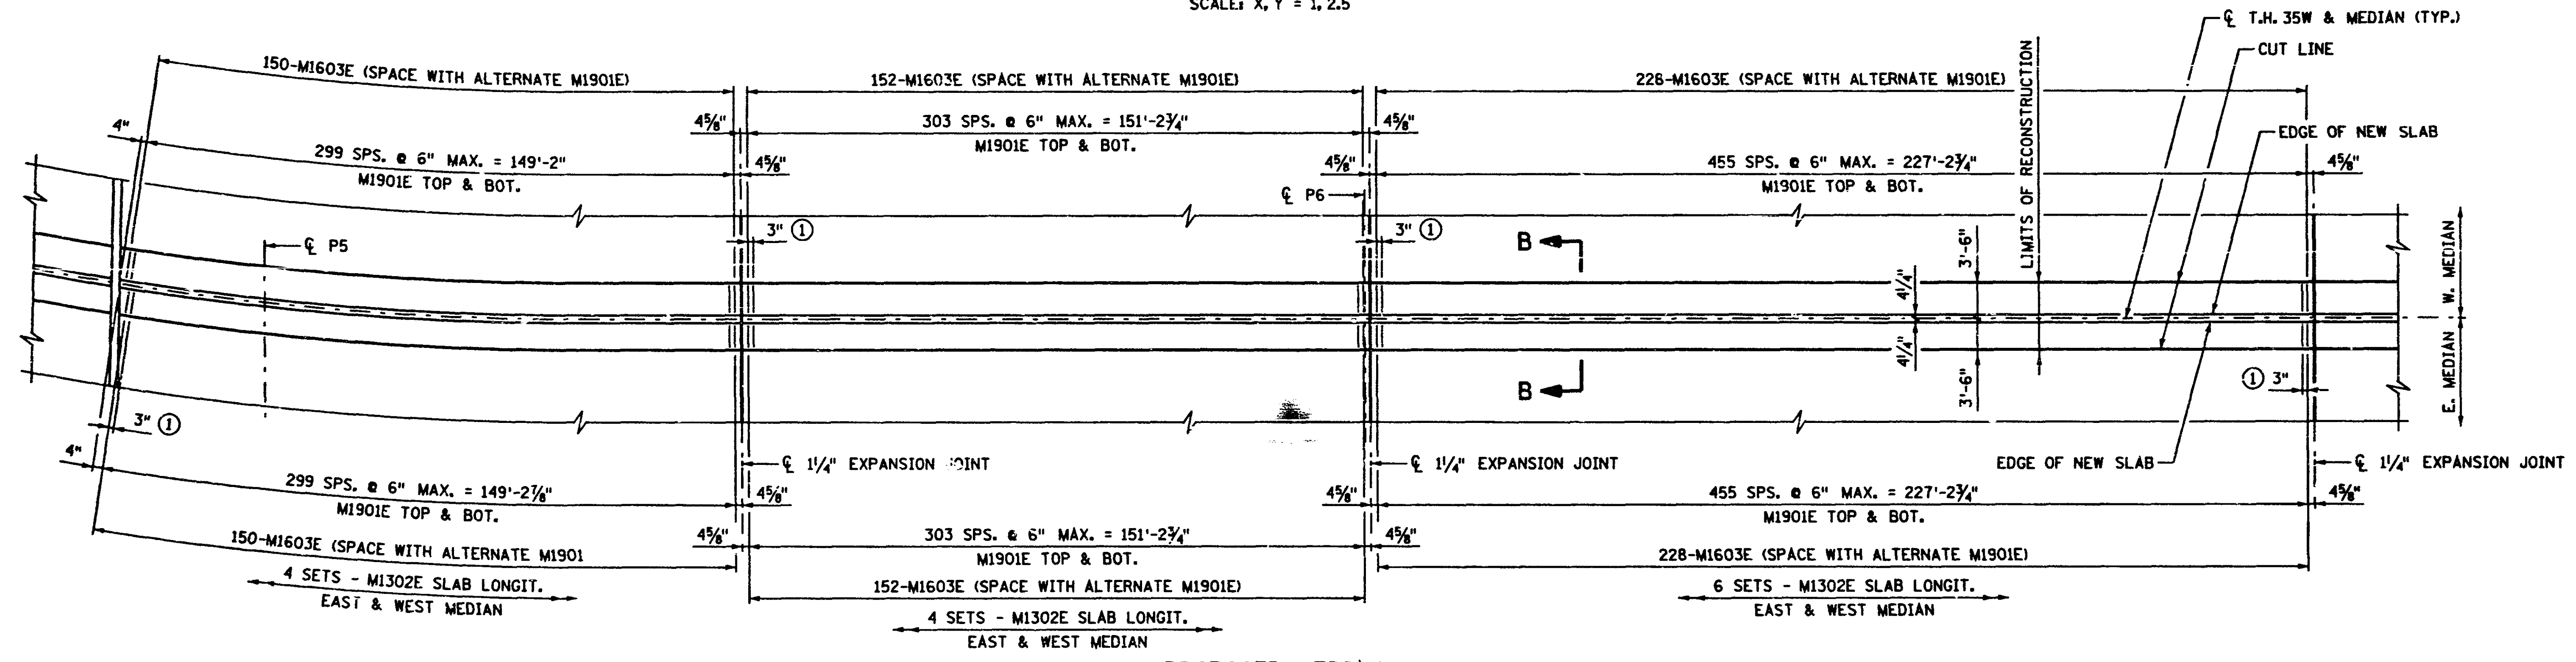 SCALE: X, Y = 1, 2.5
℄ T.H. 35W & MEDIAN (TYP.)
CUT LINE
150-M1603E (SPACE WITH ALTERNATE M1901E)
152-M1603E (SPACE WITH ALTERNATE M1901E)
228-M1603E (SPACE WITH ALTERNATE M1901E)
LIMITS OF RECONSTRUCTION
4"
4⅝"
303 SPS. @ 6" MAX. = 151'-2¾"
M1901E TOP & BOT.
4⅝"
EDGE OF NEW SLAB
299 SPS. @ 6" MAX. = 149'-2"
M1901E TOP & BOT.
4⅝"
4⅝"
455 SPS. @ 6" MAX. = 227'-2¾"
M1901E TOP & BOT.
4⅝"
℄ P6
℄ P5
3" ①
3" ①
B
3'-6"
4¼"
W. MEDIAN
4¼"
3'-6"
E. MEDIAN
B
① 3"
3" ①
4"
℄ 1¼" EXPANSION JOINT
℄ 1¼" EXPANSION JOINT
EDGE OF NEW SLAB
℄ 1¼" EXPANSION JOINT
299 SPS. @ 6" MAX. = 149'-2⅞"
M1901E TOP & BOT.
4⅝"
4⅝"
455 SPS. @ 6" MAX. = 227'-2¾"
M1901E TOP & BOT.
4⅝"
150-M1603E (SPACE WITH ALTERNATE M1901
4⅝"
303 SPS. @ 6" MAX. = 151'-2¾"
M1901E TOP & BOT.
4⅝"
228-M1603E (SPACE WITH ALTERNATE M1901E)
4 SETS - M1302E SLAB LONGIT.
EAST & WEST MEDIAN
152-M1603E (SPACE WITH ALTERNATE M1901E)
6 SETS - M1302E SLAB LONGIT.
EAST & WEST MEDIAN
4 SETS - M1302E SLAB LONGIT.
EAST & WEST MEDIAN